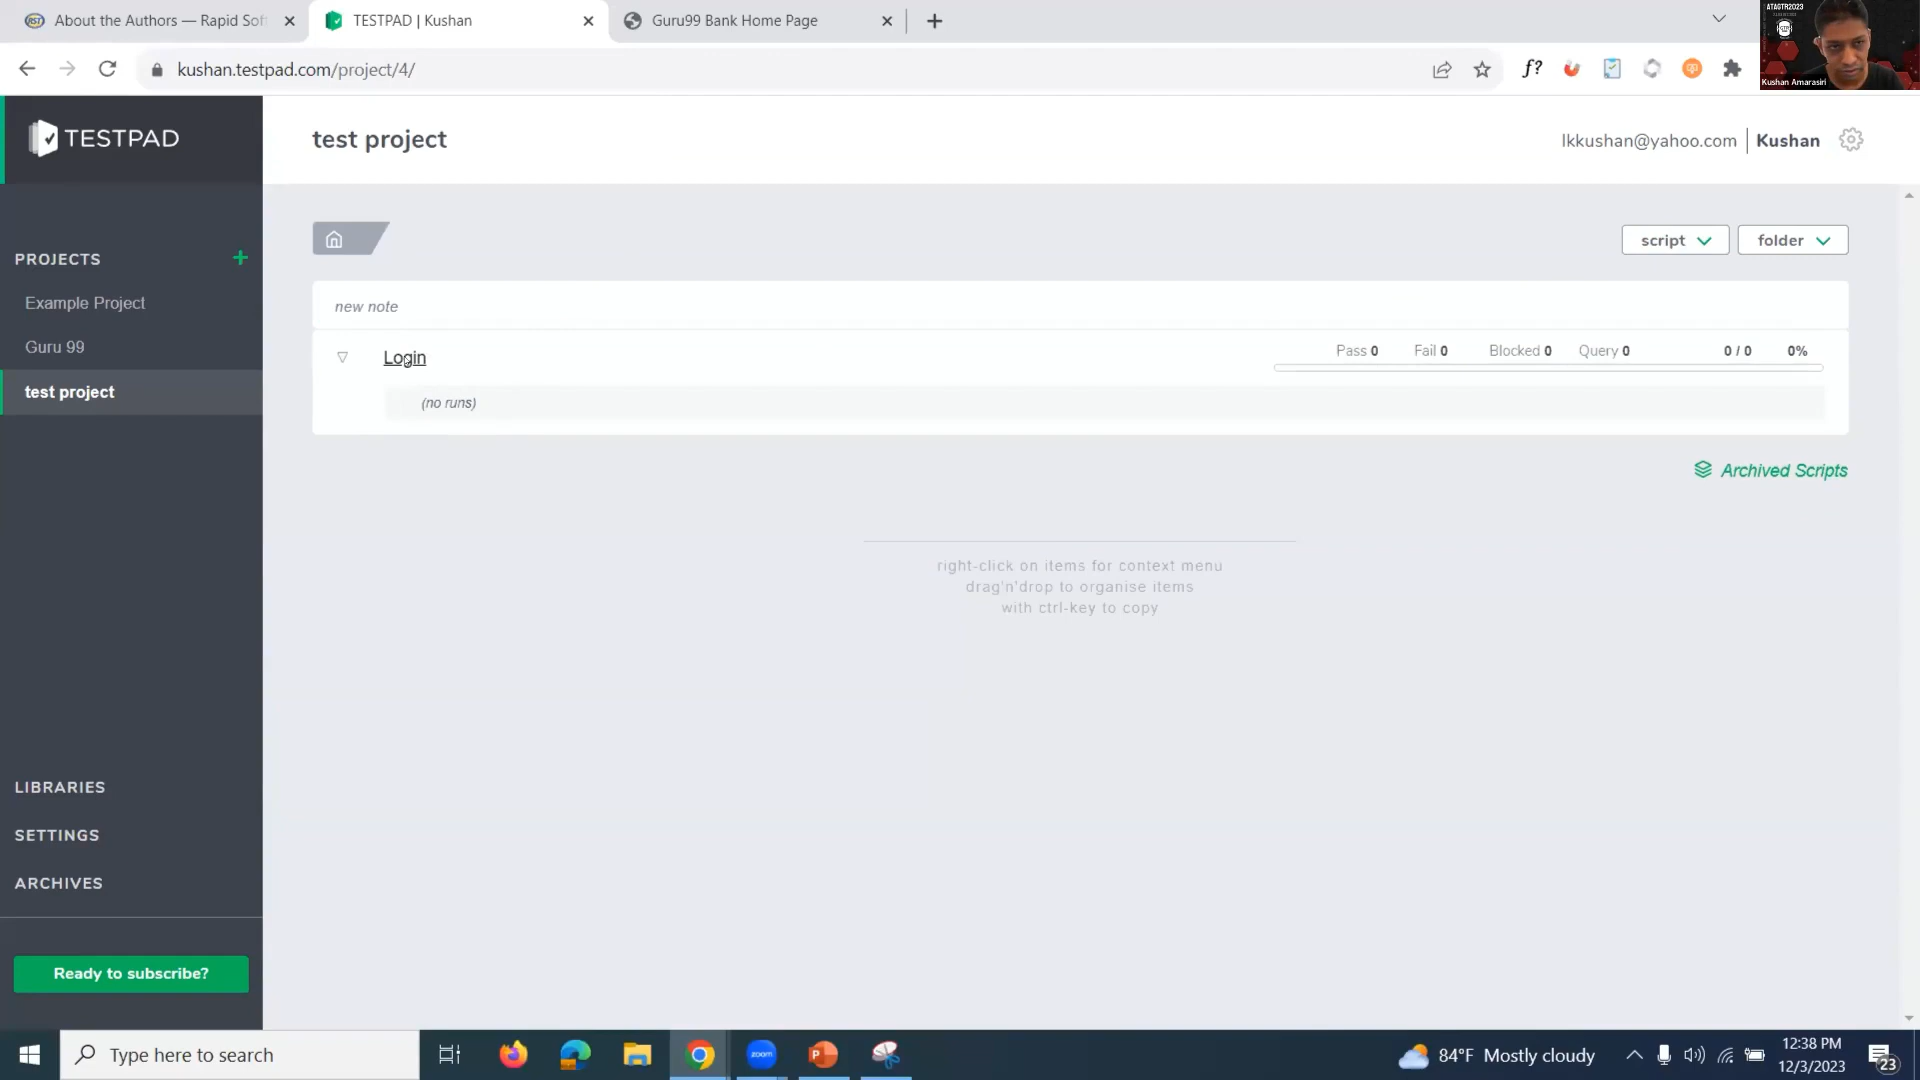 About the Authors — Rapid Sof
TESTPAD | Kushan
Guru99 Bank Home Page
kushan.testpad.com/project/4/
f?
ATAGTR2023
Kushan Amarasiri
TESTPAD
test project
lkkushan@yahoo.com
Kushan
PROJECTS
Example Project
Guru 99
test project
script
folder
new note
Login
Pass 0
Fail 0
Blocked 0
Query 0
0 / 0
0%
(no runs)
Archived Scripts
right-click on items for context menu
drag'n'drop to organise items
with ctrl-key to copy
LIBRARIES
SETTINGS
ARCHIVES
Ready to subscribe?
Type here to search
zoom
84°F Mostly cloudy
12:38 PM
12/3/2023
23